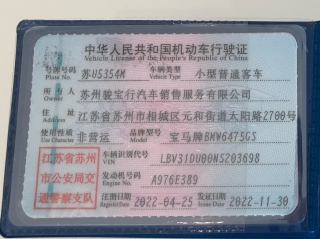 中华人民共和国机动车行驶证
Vehicle License of the People's Republic of China
号牌号码 苏U5354M 车辆类型 小型普通客车
Plate No. Vehicle Type
所有人 苏州骏宝行汽车销售服务有限公司
Owner
住址 江苏省苏州市相城区元和街道太阳路2700号
Address
使用性质 非营运 品牌型号 宝马牌BMW6475GS
Use Character Model
江苏省苏州 车辆识别代号 LBV31DU00NS203698
VIN
市公安局交 发动机号码 A976E389
Engine No.
通警察支队 注册日期 2022-04-25 发证日期 2022-11-30
Register Date Issue Date